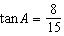 tan A = 8/15